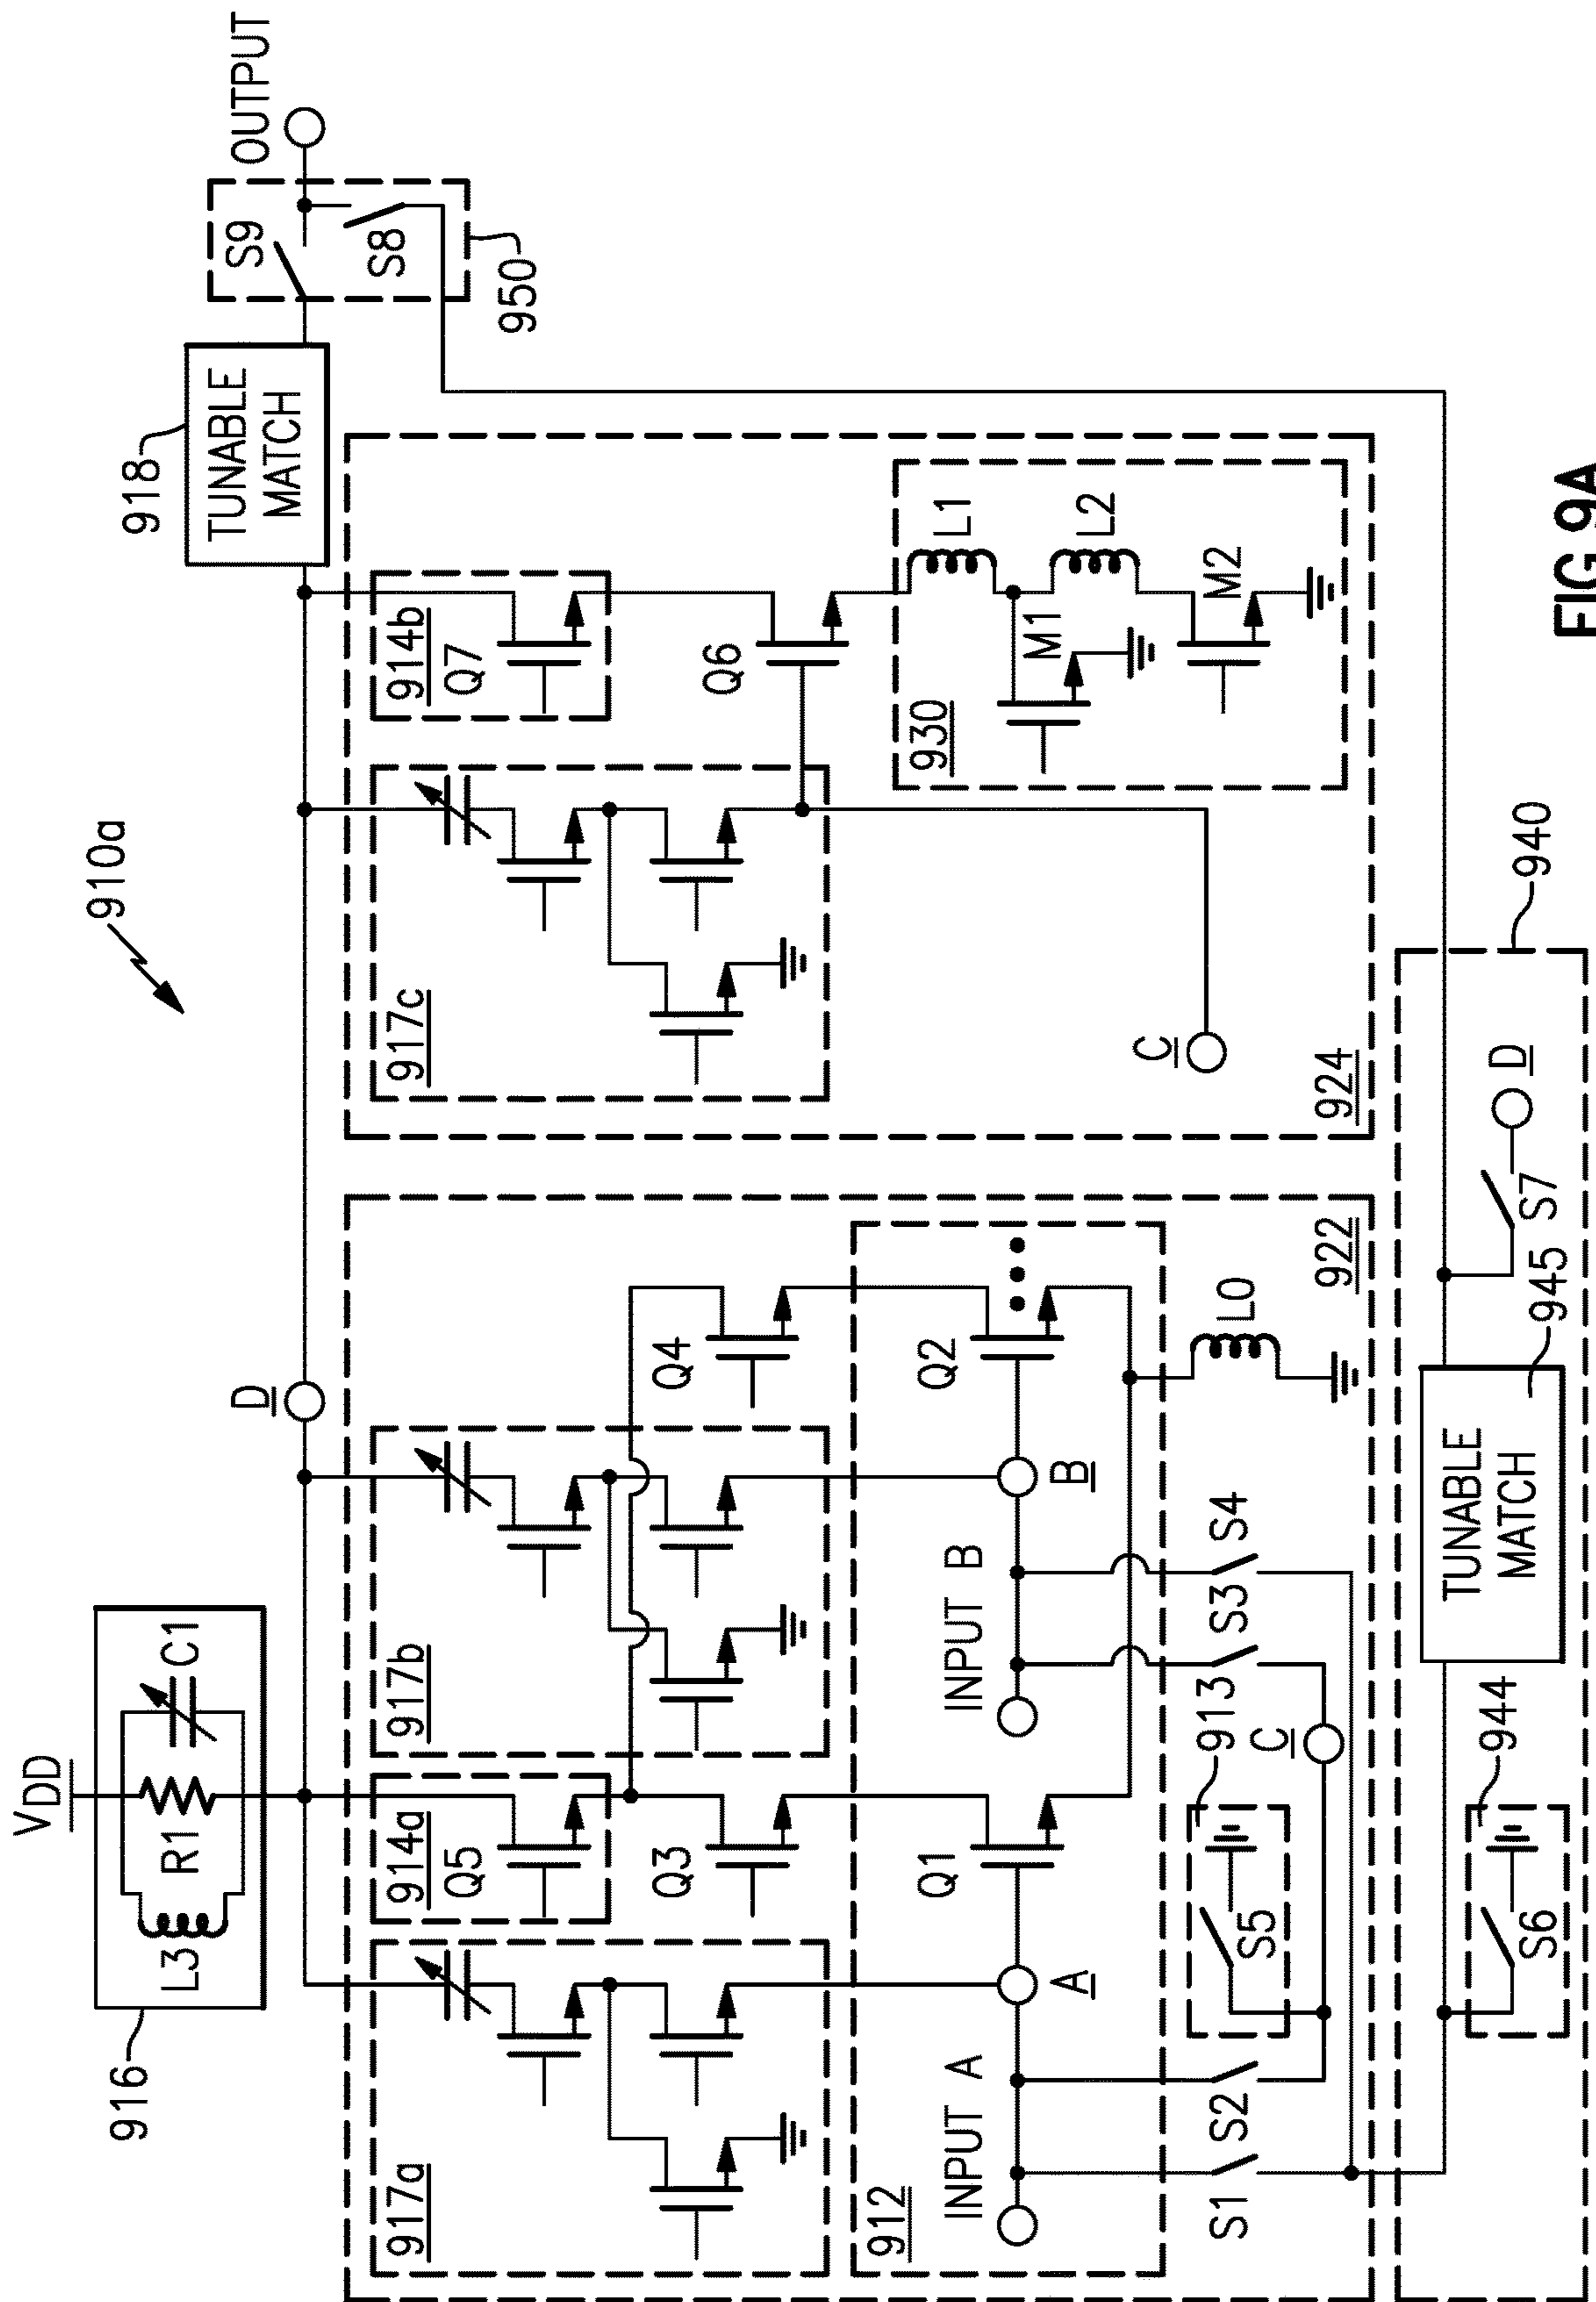 910a
V_DD
916
L3
R1
C1
D
918
TUNABLE
MATCH
OUTPUT
S9
S8
950
917a
914a
Q5
917b
Q3
Q4
917c
914b
Q7
Q6
930
M1
L1
L2
M2
912
INPUT A
A
Q1
INPUT B
B
Q2
S1
S2
S5
913
C
S3
S4
L0
922
C
924
940
944
S6
TUNABLE
MATCH
945
S7
D
FIG.9A